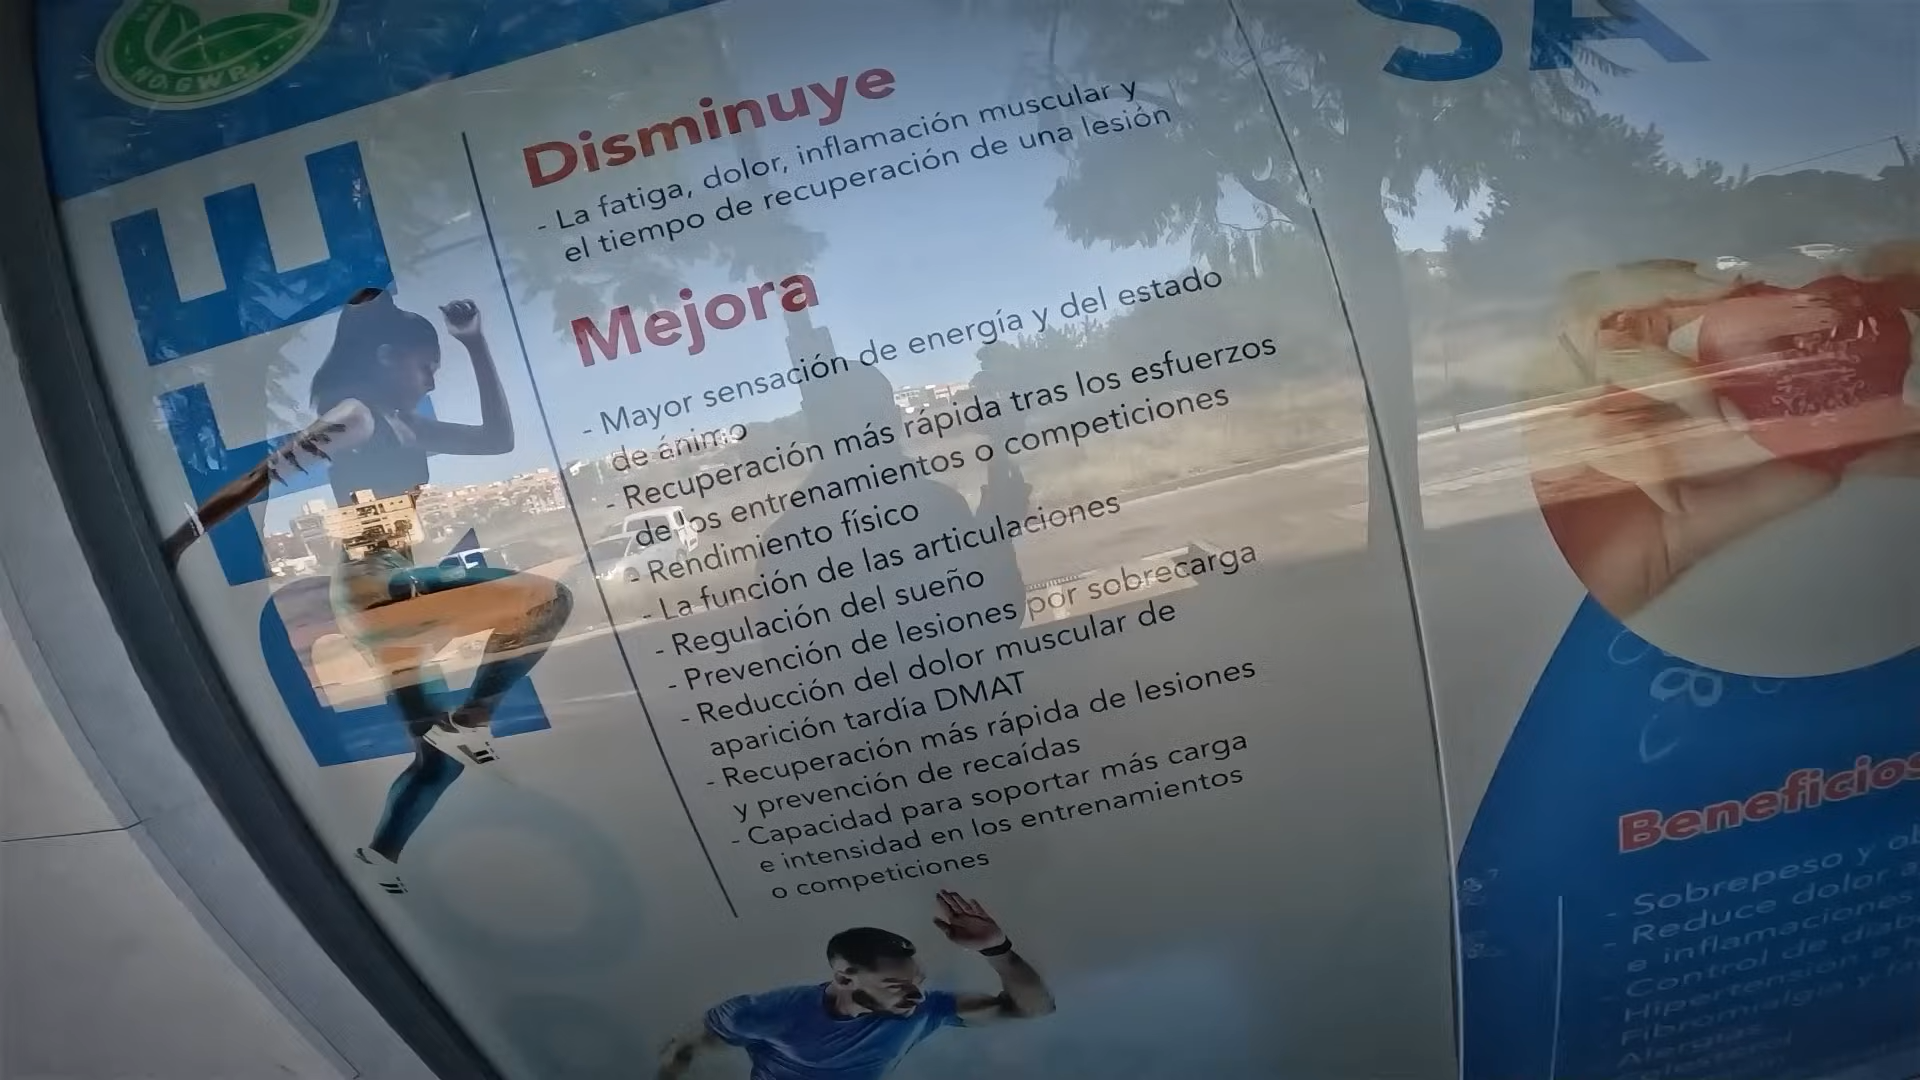 NO. GWP
Disminuye
- La fatiga, dolor, inflamación muscular y
el tiempo de recuperación de una lesión
Mejora
- Mayor sensación de energía y del estado
de ánimo
- Recuperación más rápida tras los esfuerzos
de los entrenamientos o competiciones
- Rendimiento físico
- La función de las articulaciones
- Regulación del sueño
- Prevención de lesiones por sobrecarga
- Reducción del dolor muscular de
aparición tardía DMAT
- Recuperación más rápida de lesiones
y prevención de recaídas
- Capacidad para soportar más carga
e intensidad en los entrenamientos
o competiciones
SA
Beneficios
- Sobrepeso y
- Reduce dolor
e inflamaciones
- Control de
- Hipertensión
- Fibromialgia y
- Alergias